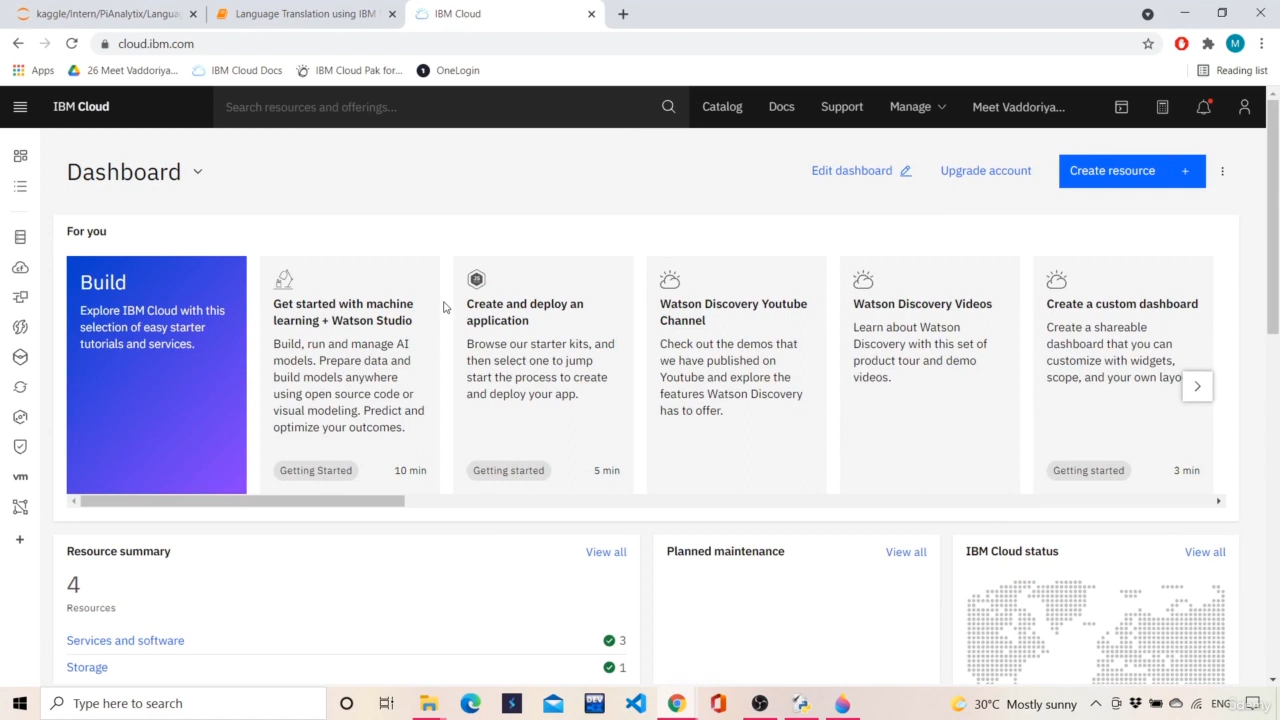 kaggle/Intern/PiAnalytix/Langua
Language Translation using IBM
IBM Cloud
cloud.ibm.com
M
Apps
26 Meet Vaddoriya...
IBM Cloud Docs
IBM Cloud Pak for...
OneLogin
Reading list
IBM Cloud
Search resources and offerings...
Catalog
Docs
Support
Manage
Meet Vaddoriya...
Dashboard
Edit dashboard
Upgrade account
Create resource +
For you
Build
Explore IBM Cloud with this
selection of easy starter
tutorials and services.
Get started with machine
learning + Watson Studio
Build, run and manage AI
models. Prepare data and
build models anywhere
using open source code or
visual modeling. Predict and
optimize your outcomes.
Getting Started
10 min
JS
Create and deploy an
application
Browse our starter kits, and
then select one to jump
start the process to create
and deploy your app.
Getting started
5 min
Watson Discovery Youtube
Channel
Check out the demos that
we have published on
Youtube and explore the
features Watson Discovery
has to offer.
Watson Discovery Videos
Learn about Watson
Discovery with this set of
product tour and demo
videos.
Create a custom dashboard
Create a shareable
dashboard that you can
customize with widgets,
scope, and your own layo
Getting started
3 min
vm
Resource summary
View all
4
Resources
Services and software
3
Storage
1
Planned maintenance
View all
IBM Cloud status
View all
Type here to search
DEV
30°C Mostly sunny
ENG
Udemy